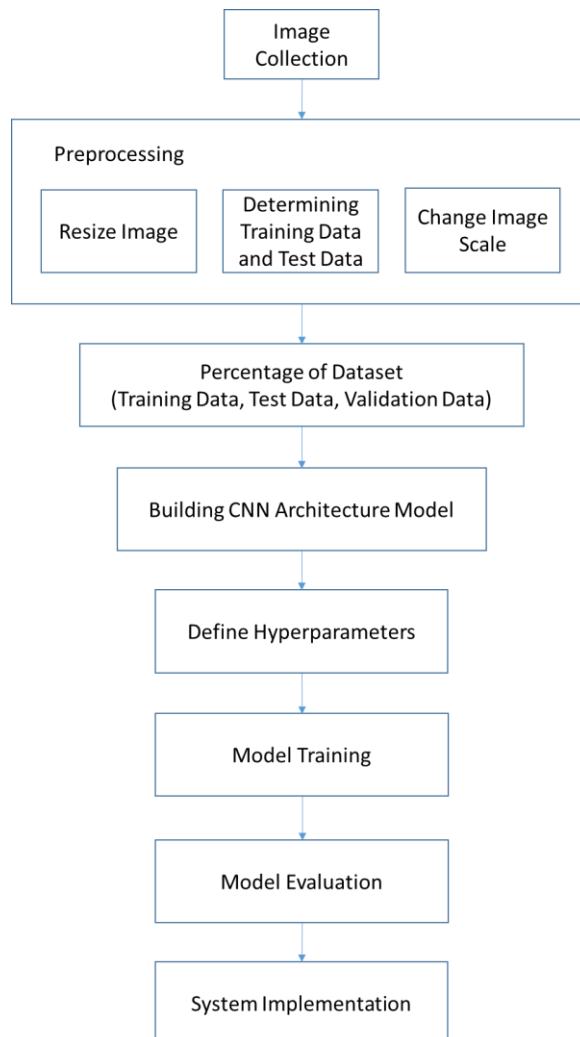 Image
Collection
Preprocessing
Resize Image
Determining
Training Data
and Test Data
Change Image
Scale
Percentage of Dataset
(Training Data, Test Data, Validation Data)
Building CNN Architecture Model
Define Hyperparameters
Model Training
Model Evaluation
System Implementation